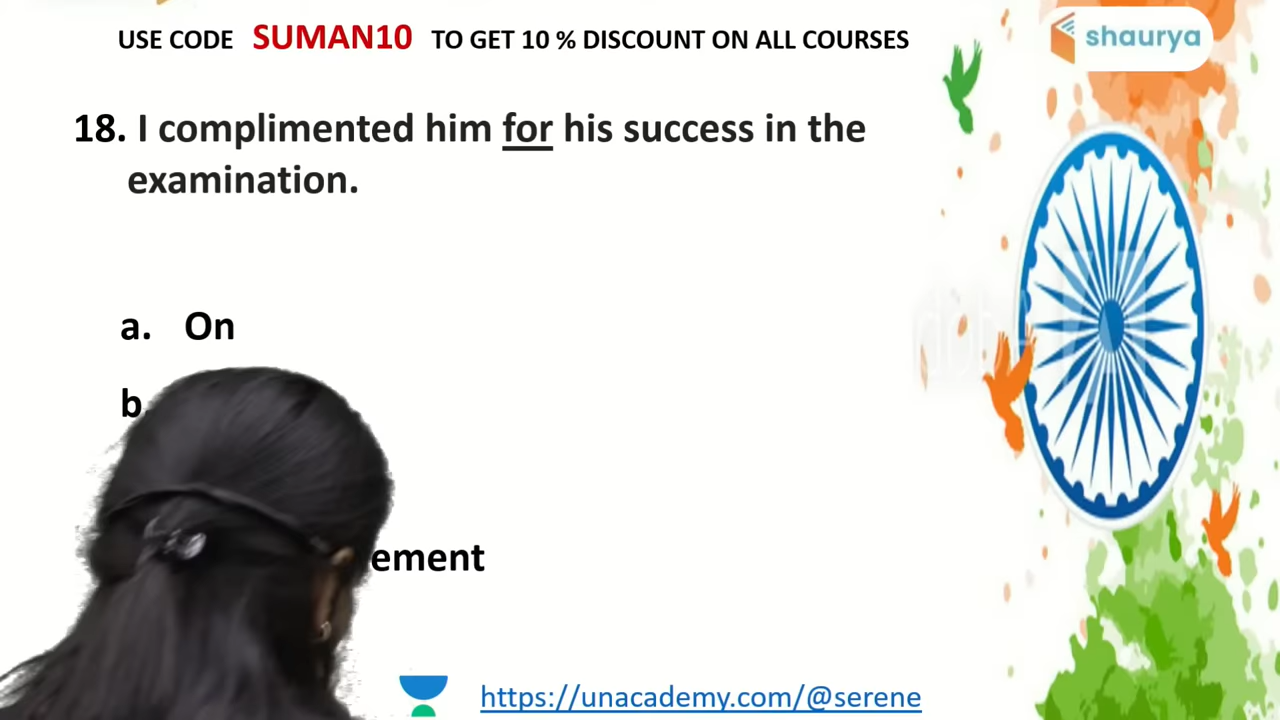 USE CODE SUMAN10 TO GET 10 % DISCOUNT ON ALL COURSES
shaurya
18. I complimented him for his success in the
examination.
a. On
b.
ement
https://unacademy.com/@serene